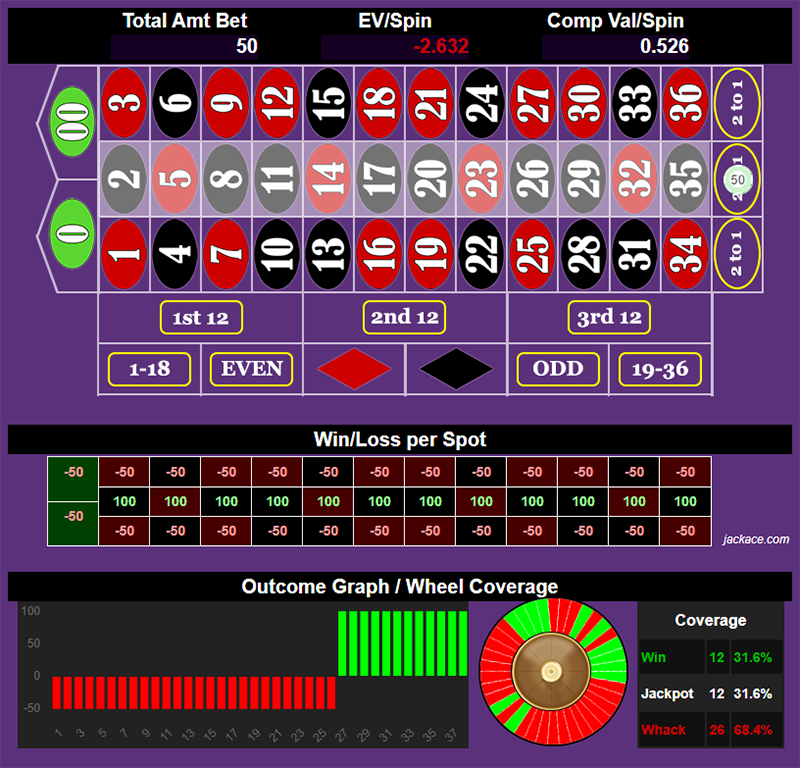 Total Amt Bet EV/Spin Comp Val/Spin
50 -2.632 0.526
00 3 6 9 12 15 18 21 24 27 30 33 36 2 to 1
2 5 8 11 14 17 20 23 26 29 32 35 2 1 50
0 1 4 7 10 13 16 19 22 25 28 31 34 2 to 1
1st 12 2nd 12 3rd 12
1-18 EVEN ODD 19-36
Win/Loss per Spot
-50 -50 -50 -50 -50 -50 -50 -50 -50 -50 -50 -50 -50
100 100 100 100 100 100 100 100 100 100 100 100
-50 -50 -50 -50 -50 -50 -50 -50 -50 -50 -50 -50 -50
jackace.com
Outcome Graph / Wheel Coverage
100
50
0
-50
1 3 5 7 9 11 13 15 17 19 21 23 25 27 29 31 33 35 37
Coverage
Win 12 31.6%
Jackpot 12 31.6%
Whack 26 68.4%